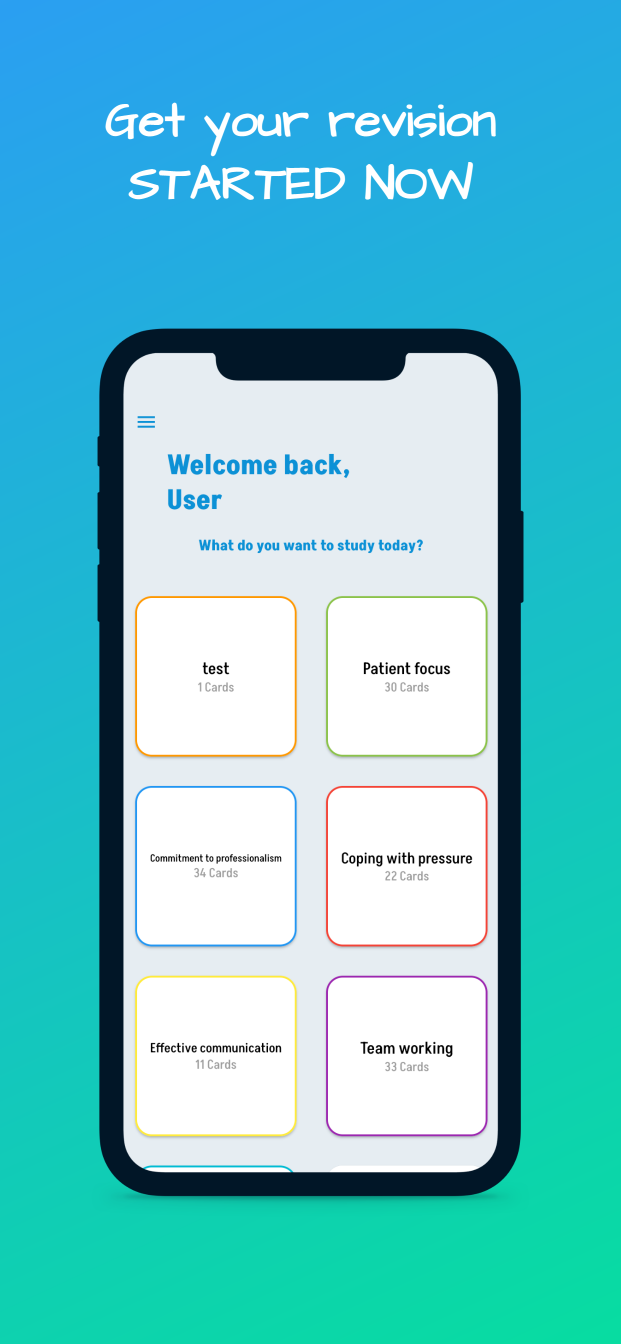 Get your revision
STARTED NOW
Welcome back,
User
What do you want to study today?
test
1 Cards
Patient focus
30 Cards
Commitment to professionalism
34 Cards
Coping with pressure
22 Cards
Effective communication
11 Cards
Team working
33 Cards